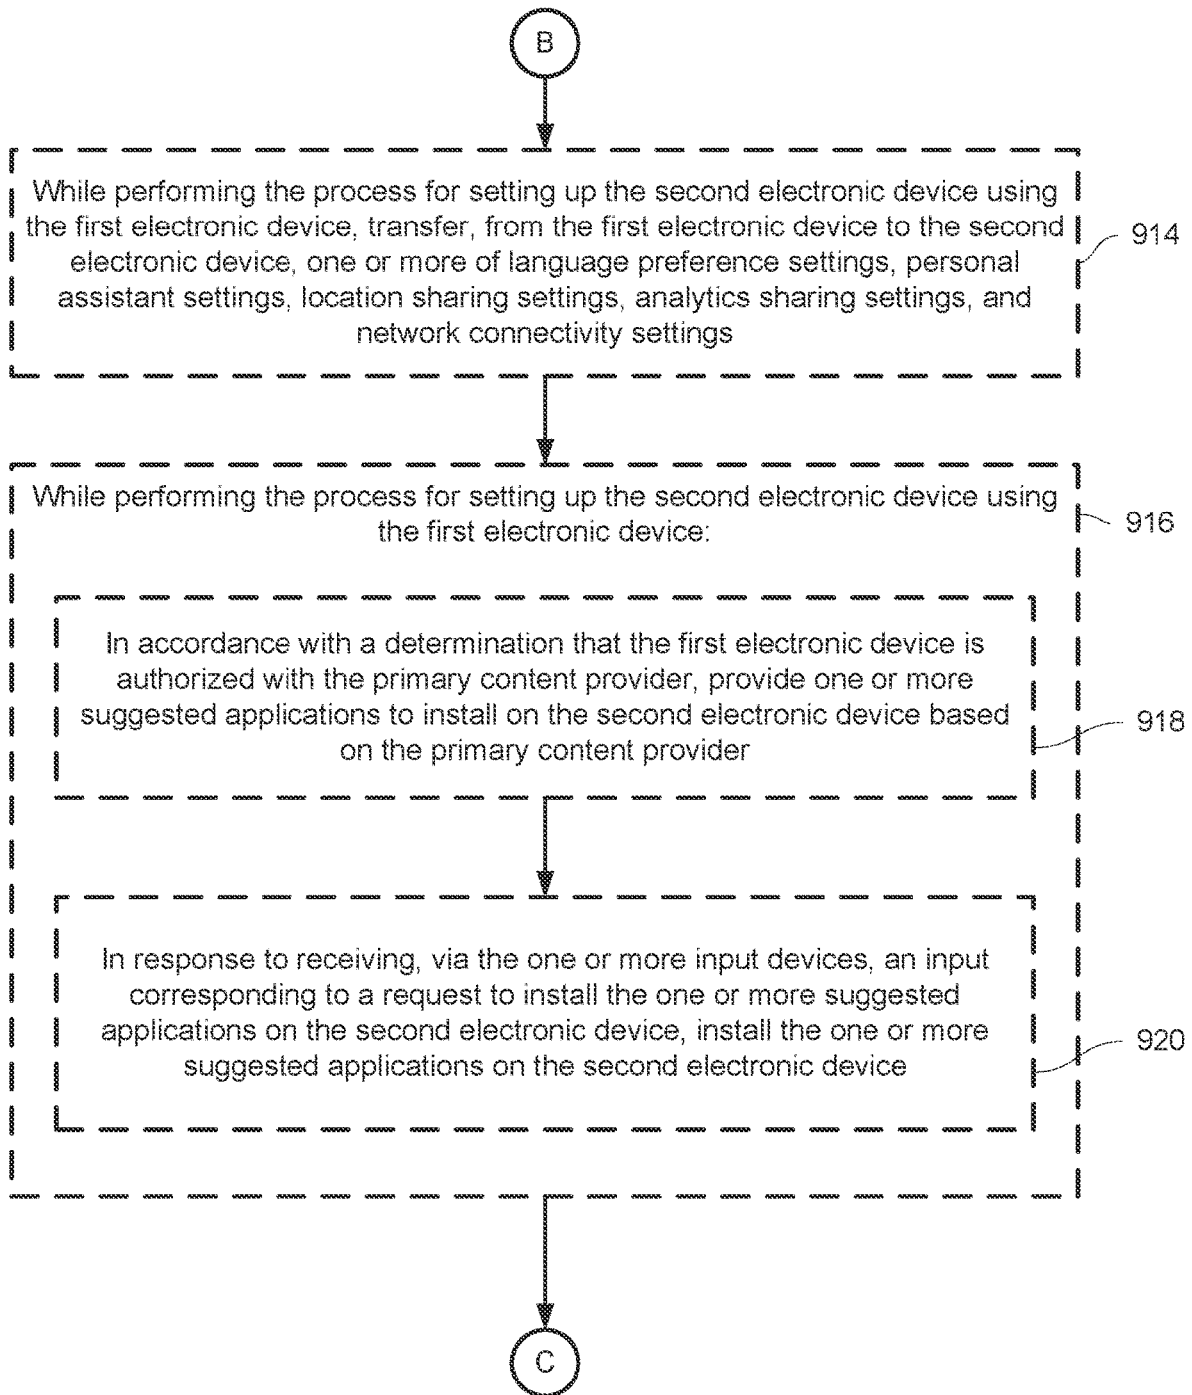 B
While performing the process for setting up the second electronic device using
the first electronic device, transfer, from the first electronic device to the second
electronic device, one or more of language preference settings, personal
assistant settings, location sharing settings, analytics sharing settings, and
network connectivity settings
914
While performing the process for setting up the second electronic device using
the first electronic device:
916
In accordance with a determination that the first electronic device is
authorized with the primary content provider, provide one or more
suggested applications to install on the second electronic device based
on the primary content provider
918
In response to receiving, via the one or more input devices, an input
corresponding to a request to install the one or more suggested
applications on the second electronic device, install the one or more
suggested applications on the second electronic device
920
C